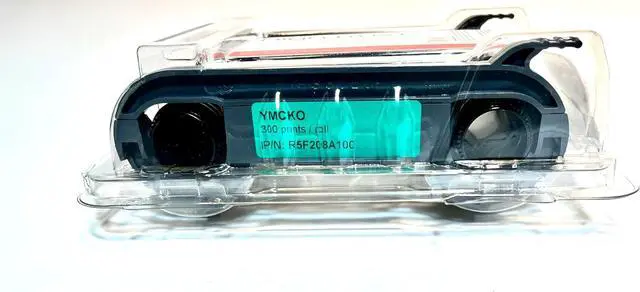 YMCKO
300 prints / roll
P/N: R5F208A100